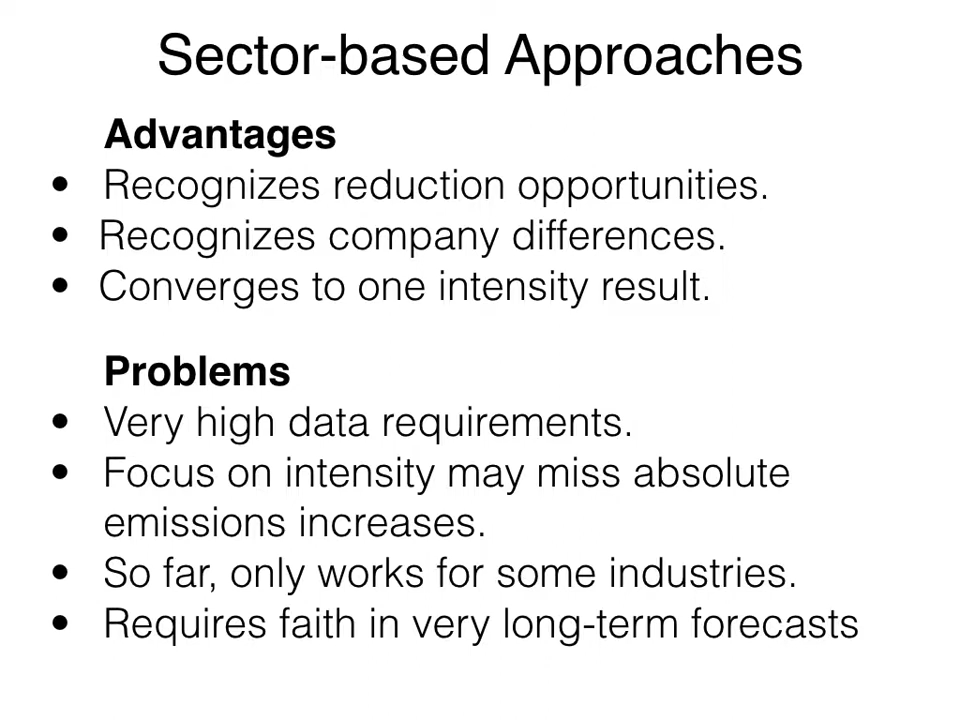 Sector-based Approaches
Advantages
• Recognizes reduction opportunities.
• Recognizes company differences.
• Converges to one intensity result.
Problems
• Very high data requirements.
• Focus on intensity may miss absolute
emissions increases.
• So far, only works for some industries.
• Requires faith in very long-term forecasts